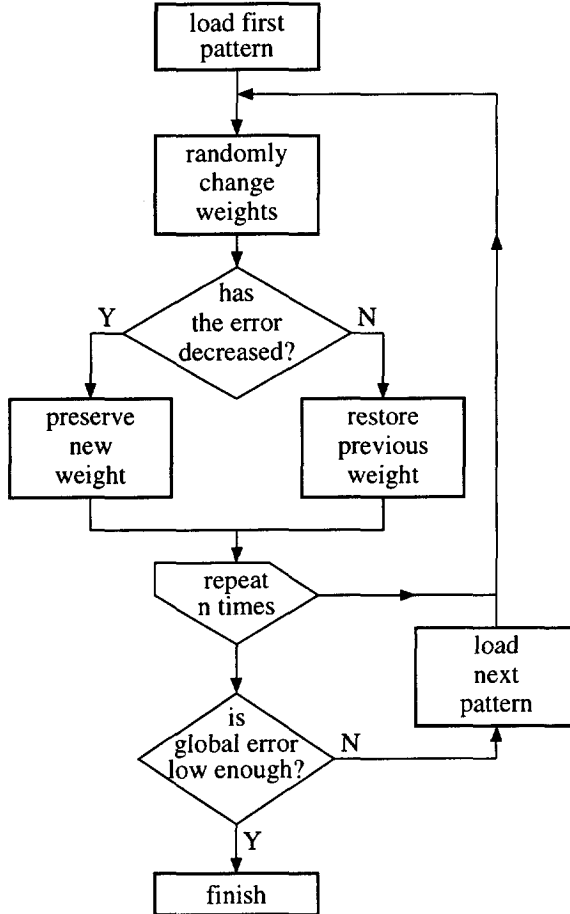 load first
pattern
randomly
change
weights
has
the error
decreased?
Y
N
preserve
new
weight
restore
previous
weight
repeat
n times
load
next
pattern
is
global error
low enough?
N
Y
finish